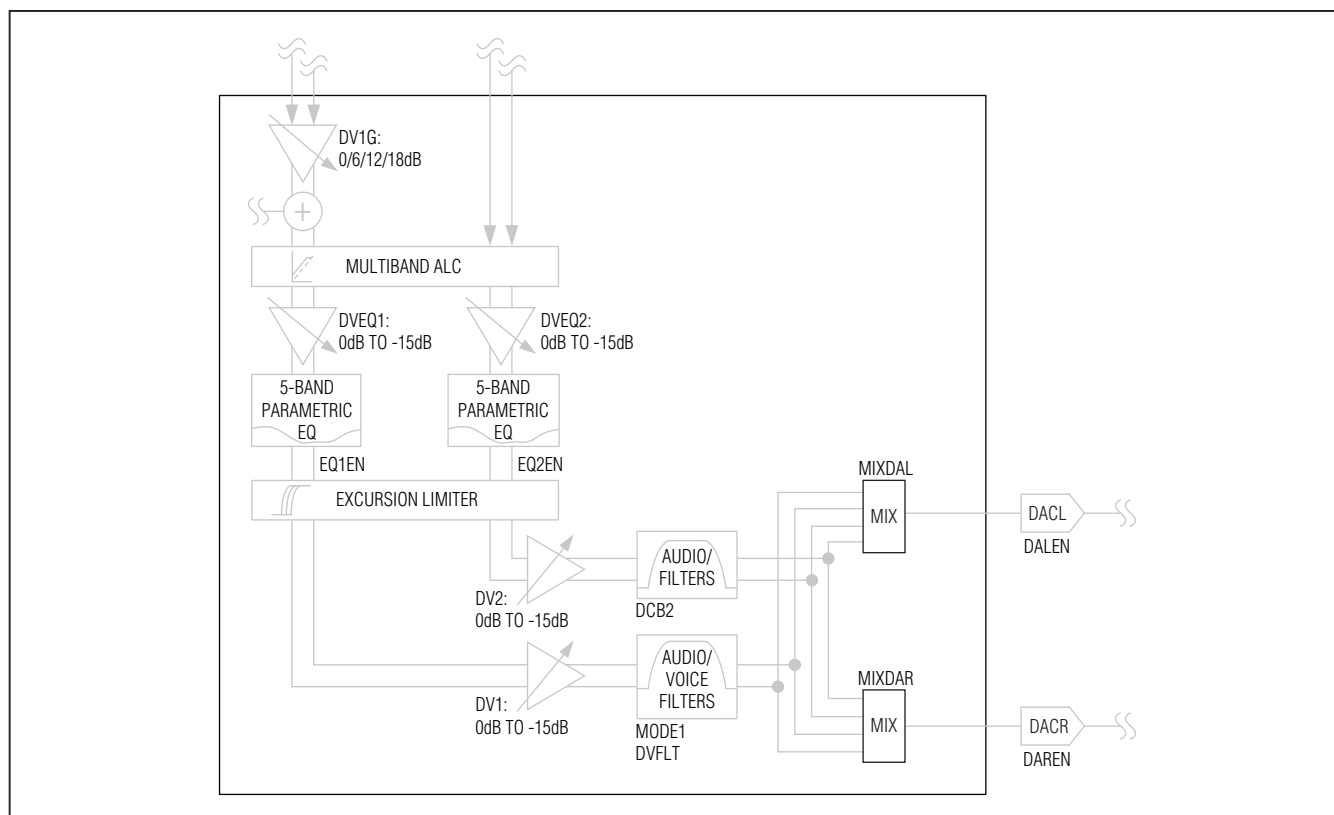 DV1G:
0/6/12/18dB
+
MULTIBAND ALC
DVEQ1:
0dB TO -15dB
DVEQ2:
0dB TO -15dB
5-BAND
PARAMETRIC
EQ
5-BAND
PARAMETRIC
EQ
EQ1EN
EQ2EN
EXCURSION LIMITER
MIXDAL
MIX
DACL
DALEN
AUDIO/
FILTERS
DCB2
DV2:
0dB TO -15dB
AUDIO/
VOICE
FILTERS
MODE1
DVFLT
DV1:
0dB TO -15dB
MIXDAR
MIX
DACR
DAREN